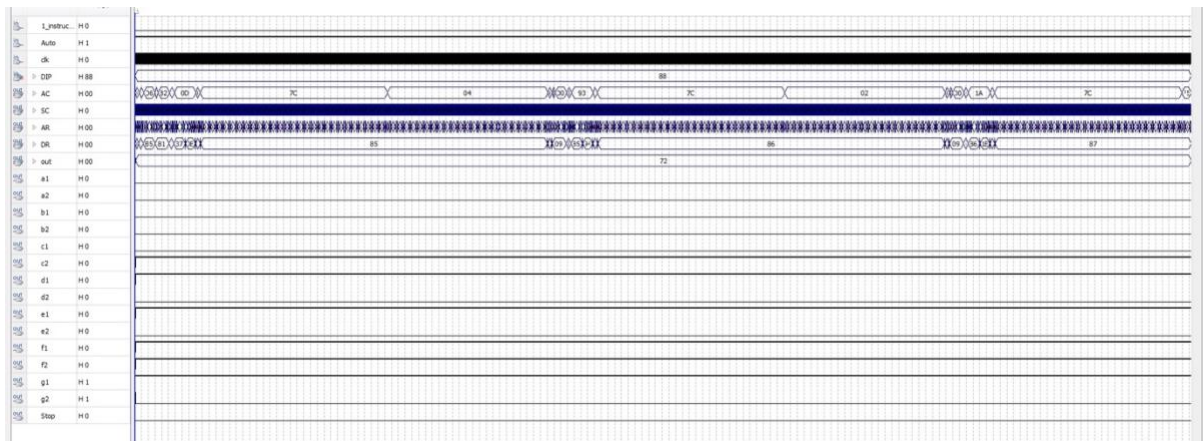 1_instruc... H 0
Auto H 1
clk H 0
DIP H 88 88
AC H 00 0D 7C 04 93 7C 02 1A 7C
SC H 0
AR H 00
DR H 00 85 81 85 09 86 09 87
out H 00 72
a1 H 0
a2 H 0
b1 H 0
b2 H 0
c1 H 0
c2 H 0
d1 H 0
d2 H 0
e1 H 0
e2 H 0
f1 H 0
f2 H 0
g1 H 1
g2 H 1
Stop H 0